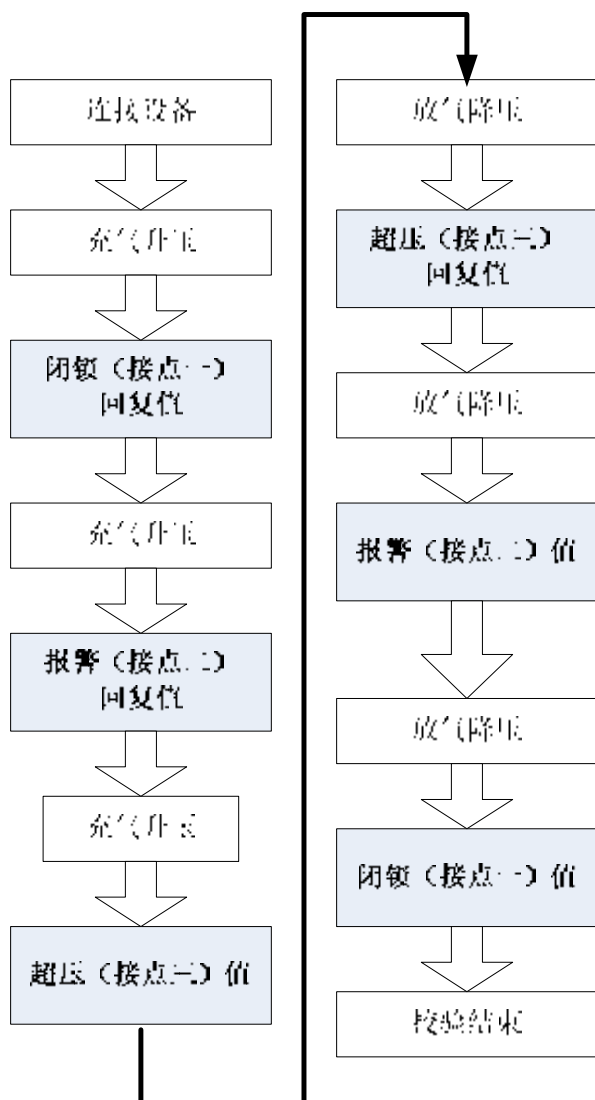 连接设备
充气升压
闭锁（接点一）
回复值
充气升压
报警（接点二）
回复值
充气升压
超压（接点三）值
放气降压
超压（接点三）
回复值
放气降压
报警（接点二）值
放气降压
闭锁（接点一）值
校验结束